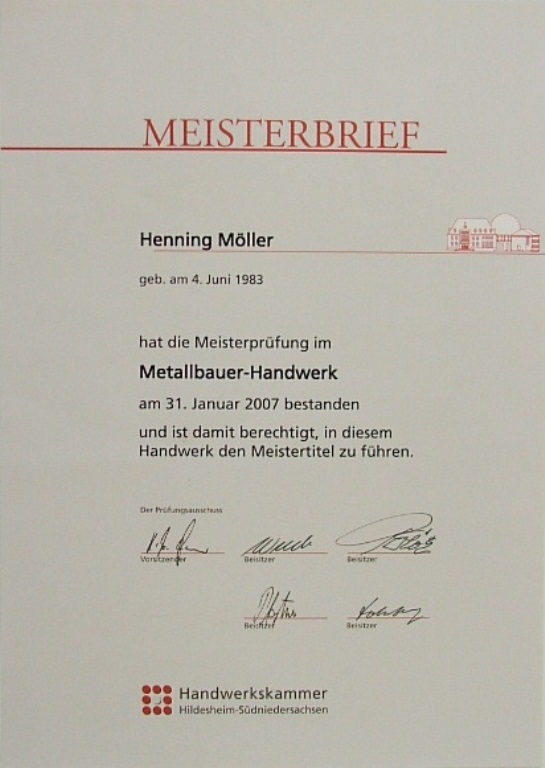 MEISTERBRIEF
Henning Möller
geb. am 4. Juni 1983
hat die Meisterprüfung im
Metallbauer-Handwerk
am 31. Januar 2007 bestanden
und ist damit berechtigt, in diesem
Handwerk den Meistertitel zu führen.
Der Prüfungsausschuss
Vorsitzender Beisitzer Beisitzer
Beisitzer Beisitzer
Handwerkskammer
Hildesheim-Südniedersachsen